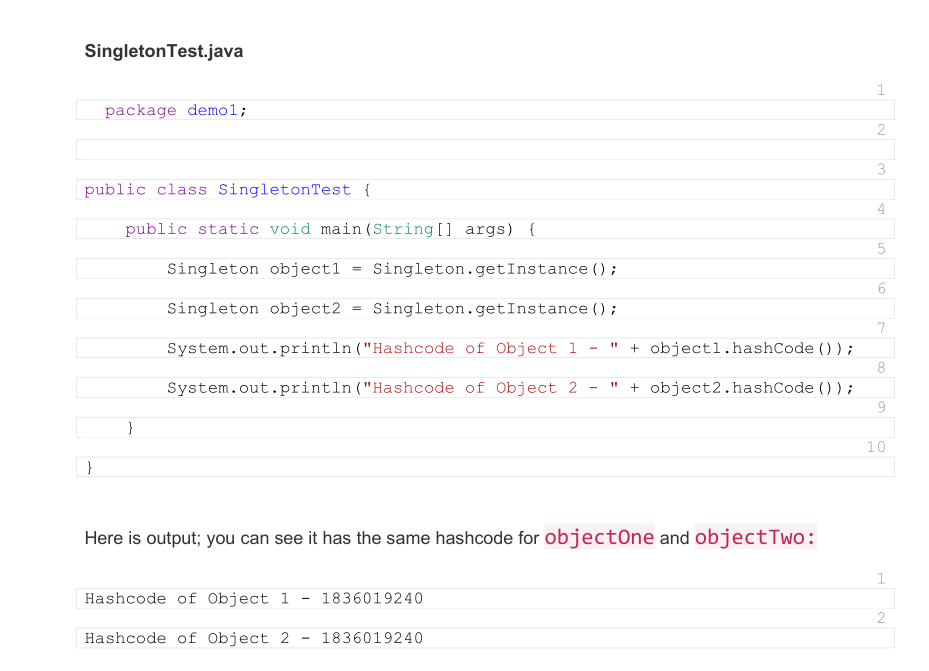 SingletonTest.java
1
package demo1;
2
3
public class SingletonTest {
4
public static void main(String[] args) {
5
Singleton object1 = Singleton.getInstance();
6
Singleton object2 = Singleton.getInstance();
7
System.out.println("Hashcode of Object 1 - " + object1.hashCode());
8
System.out.println("Hashcode of Object 2 - " + object2.hashCode());
9
}
10
}
Here is output; you can see it has the same hashcode for objectOne and objectTwo:
1
Hashcode of Object 1 - 1836019240
2
Hashcode of Object 2 - 1836019240